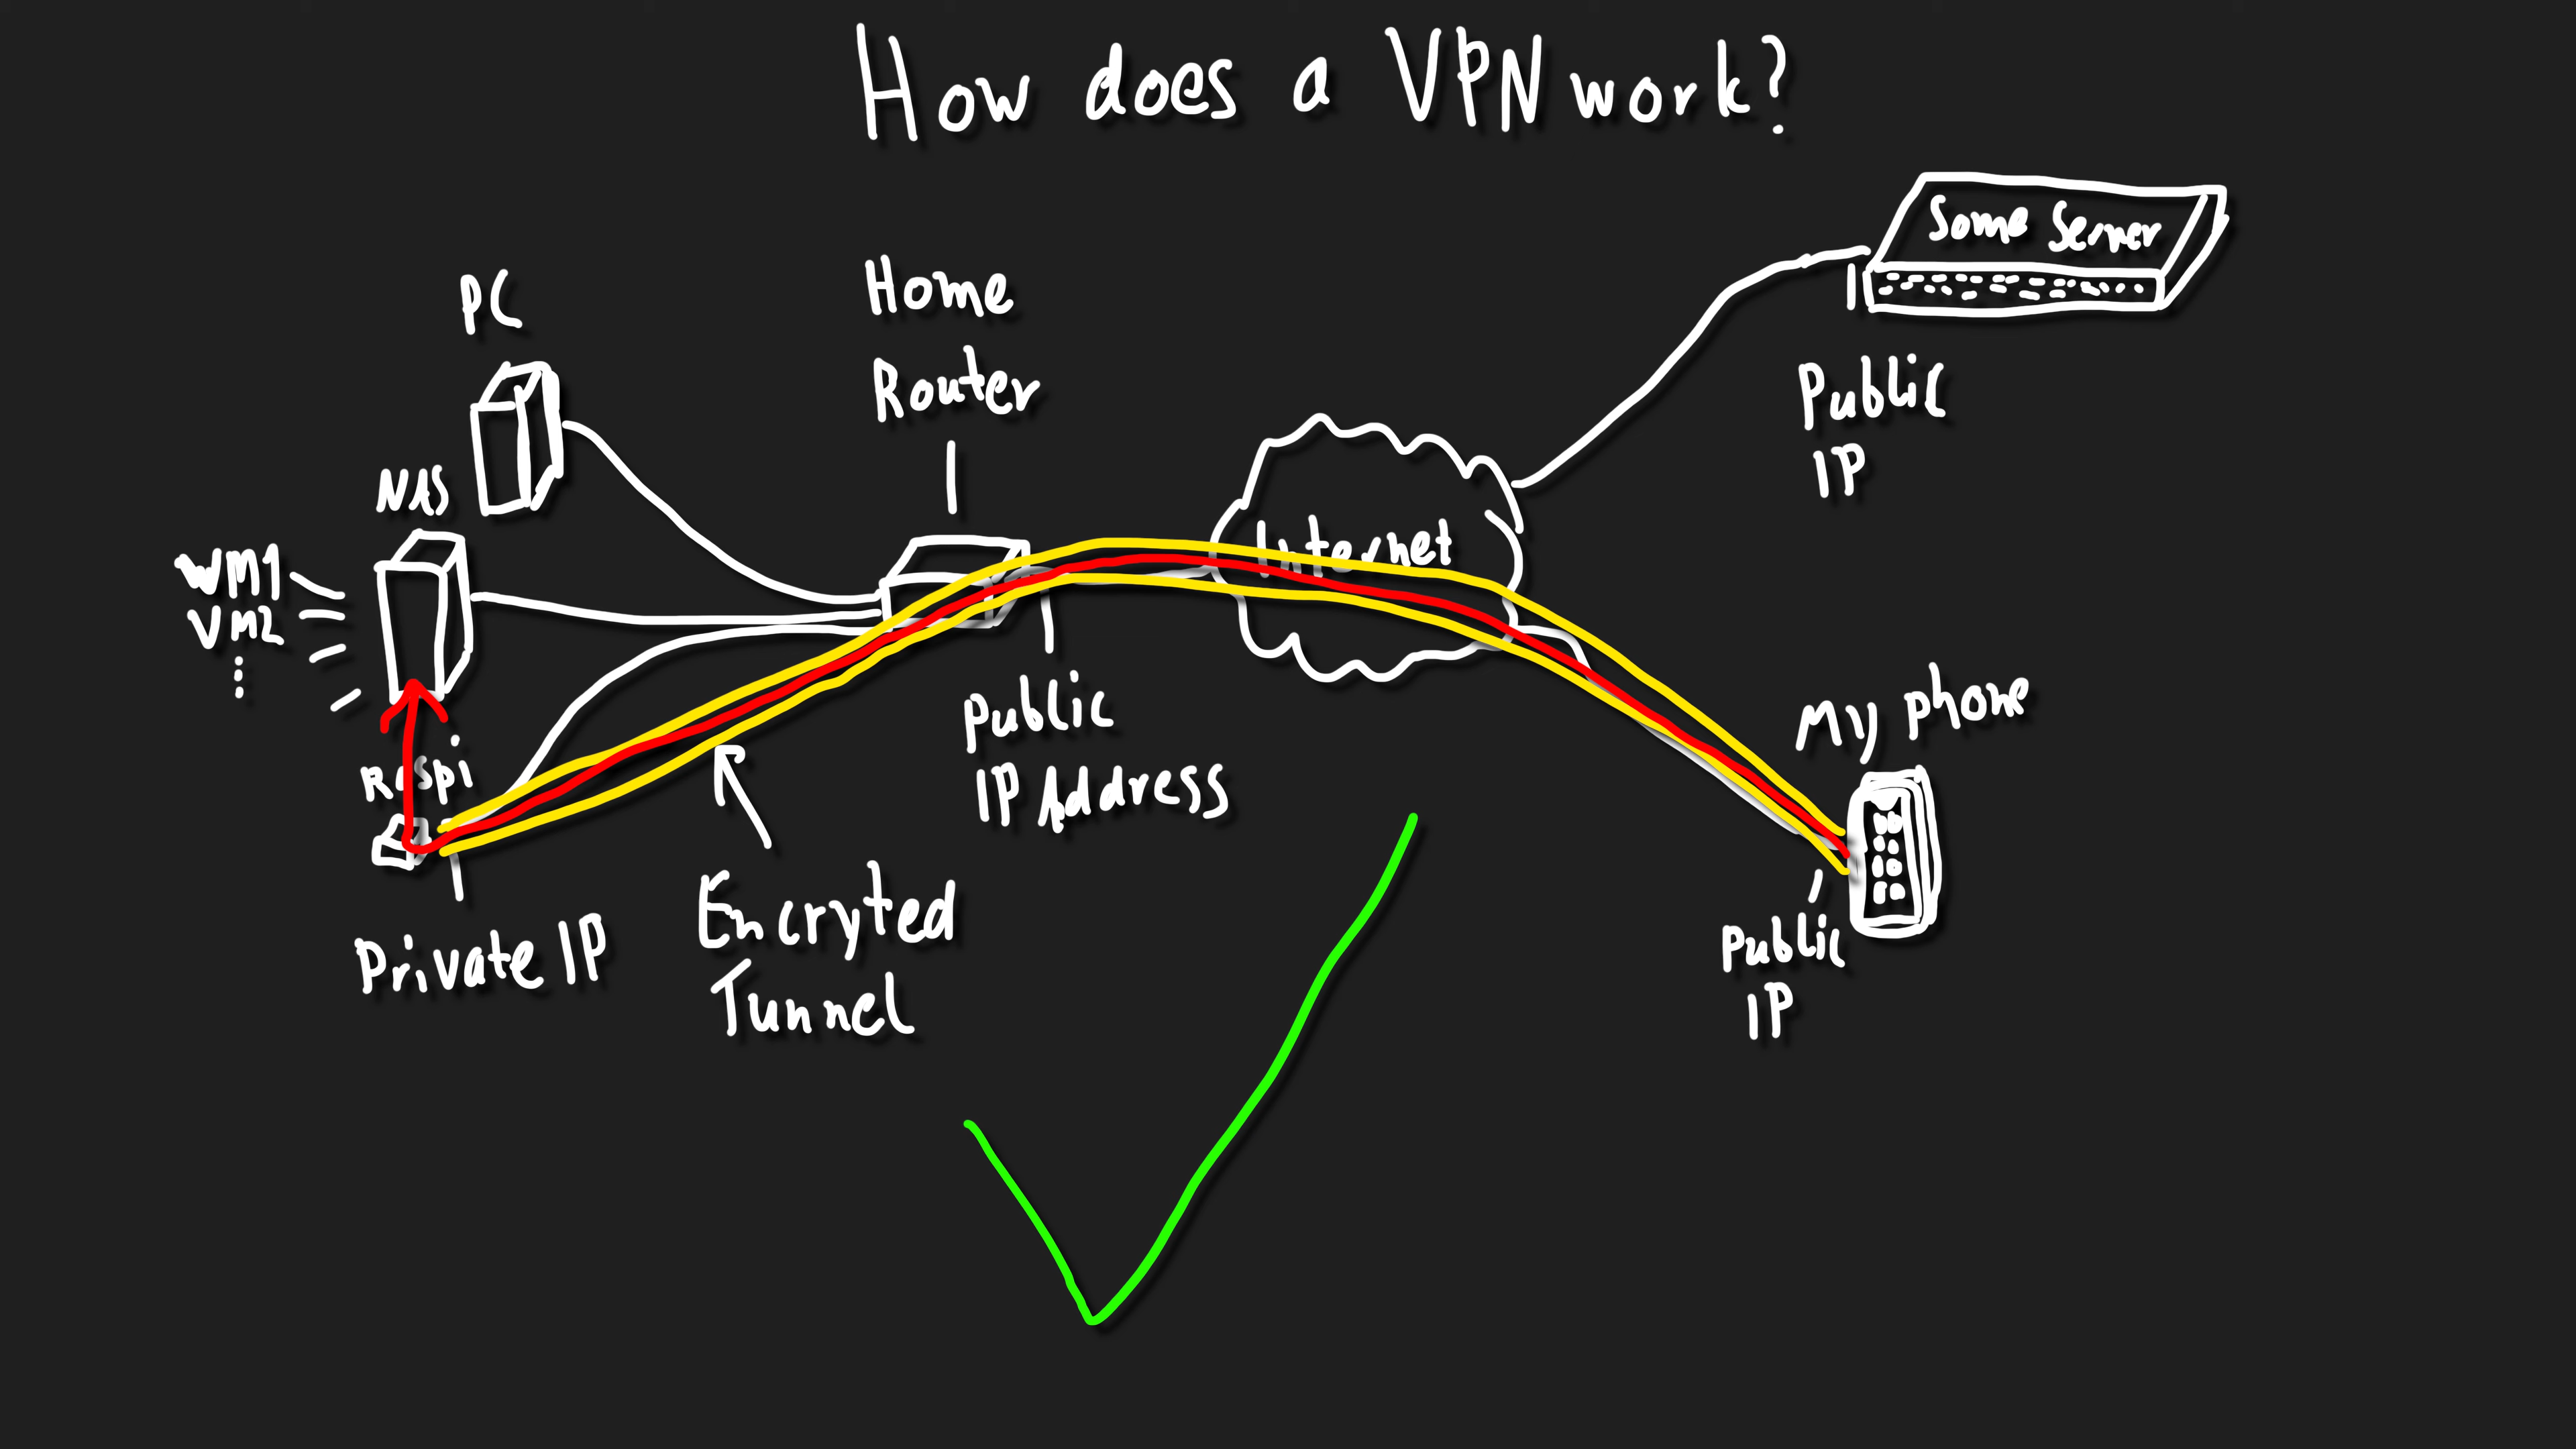 How does a VPN work?
Some Server
PC
Home
Router
Public
IP
NAS
Internet
WM1
VM2
Public
IP Address
My phone
Raspi
Private IP
Encryted
Tunnel
Public
IP